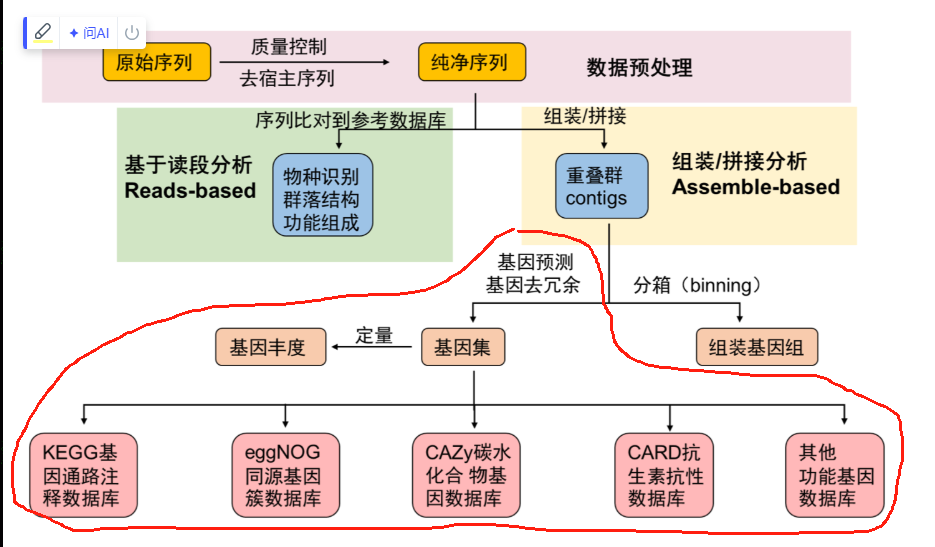 问AI
原始序列
质量控制
去宿主序列
纯净序列
数据预处理
序列比对到参考数据库
组装/拼接
基于读段分析
Reads-based
物种识别
群落结构
功能组成
重叠群
contigs
组装/拼接分析
Assemble-based
基因预测
基因去冗余
分箱（binning）
基因丰度
定量
基因集
组装基因组
KEGG基
因通路注
释数据库
eggNOG
同源基因
簇数据库
CAZy碳水
化合 物基
因数据库
CARD抗
生素抗性
数据库
其他
功能基因
数据库